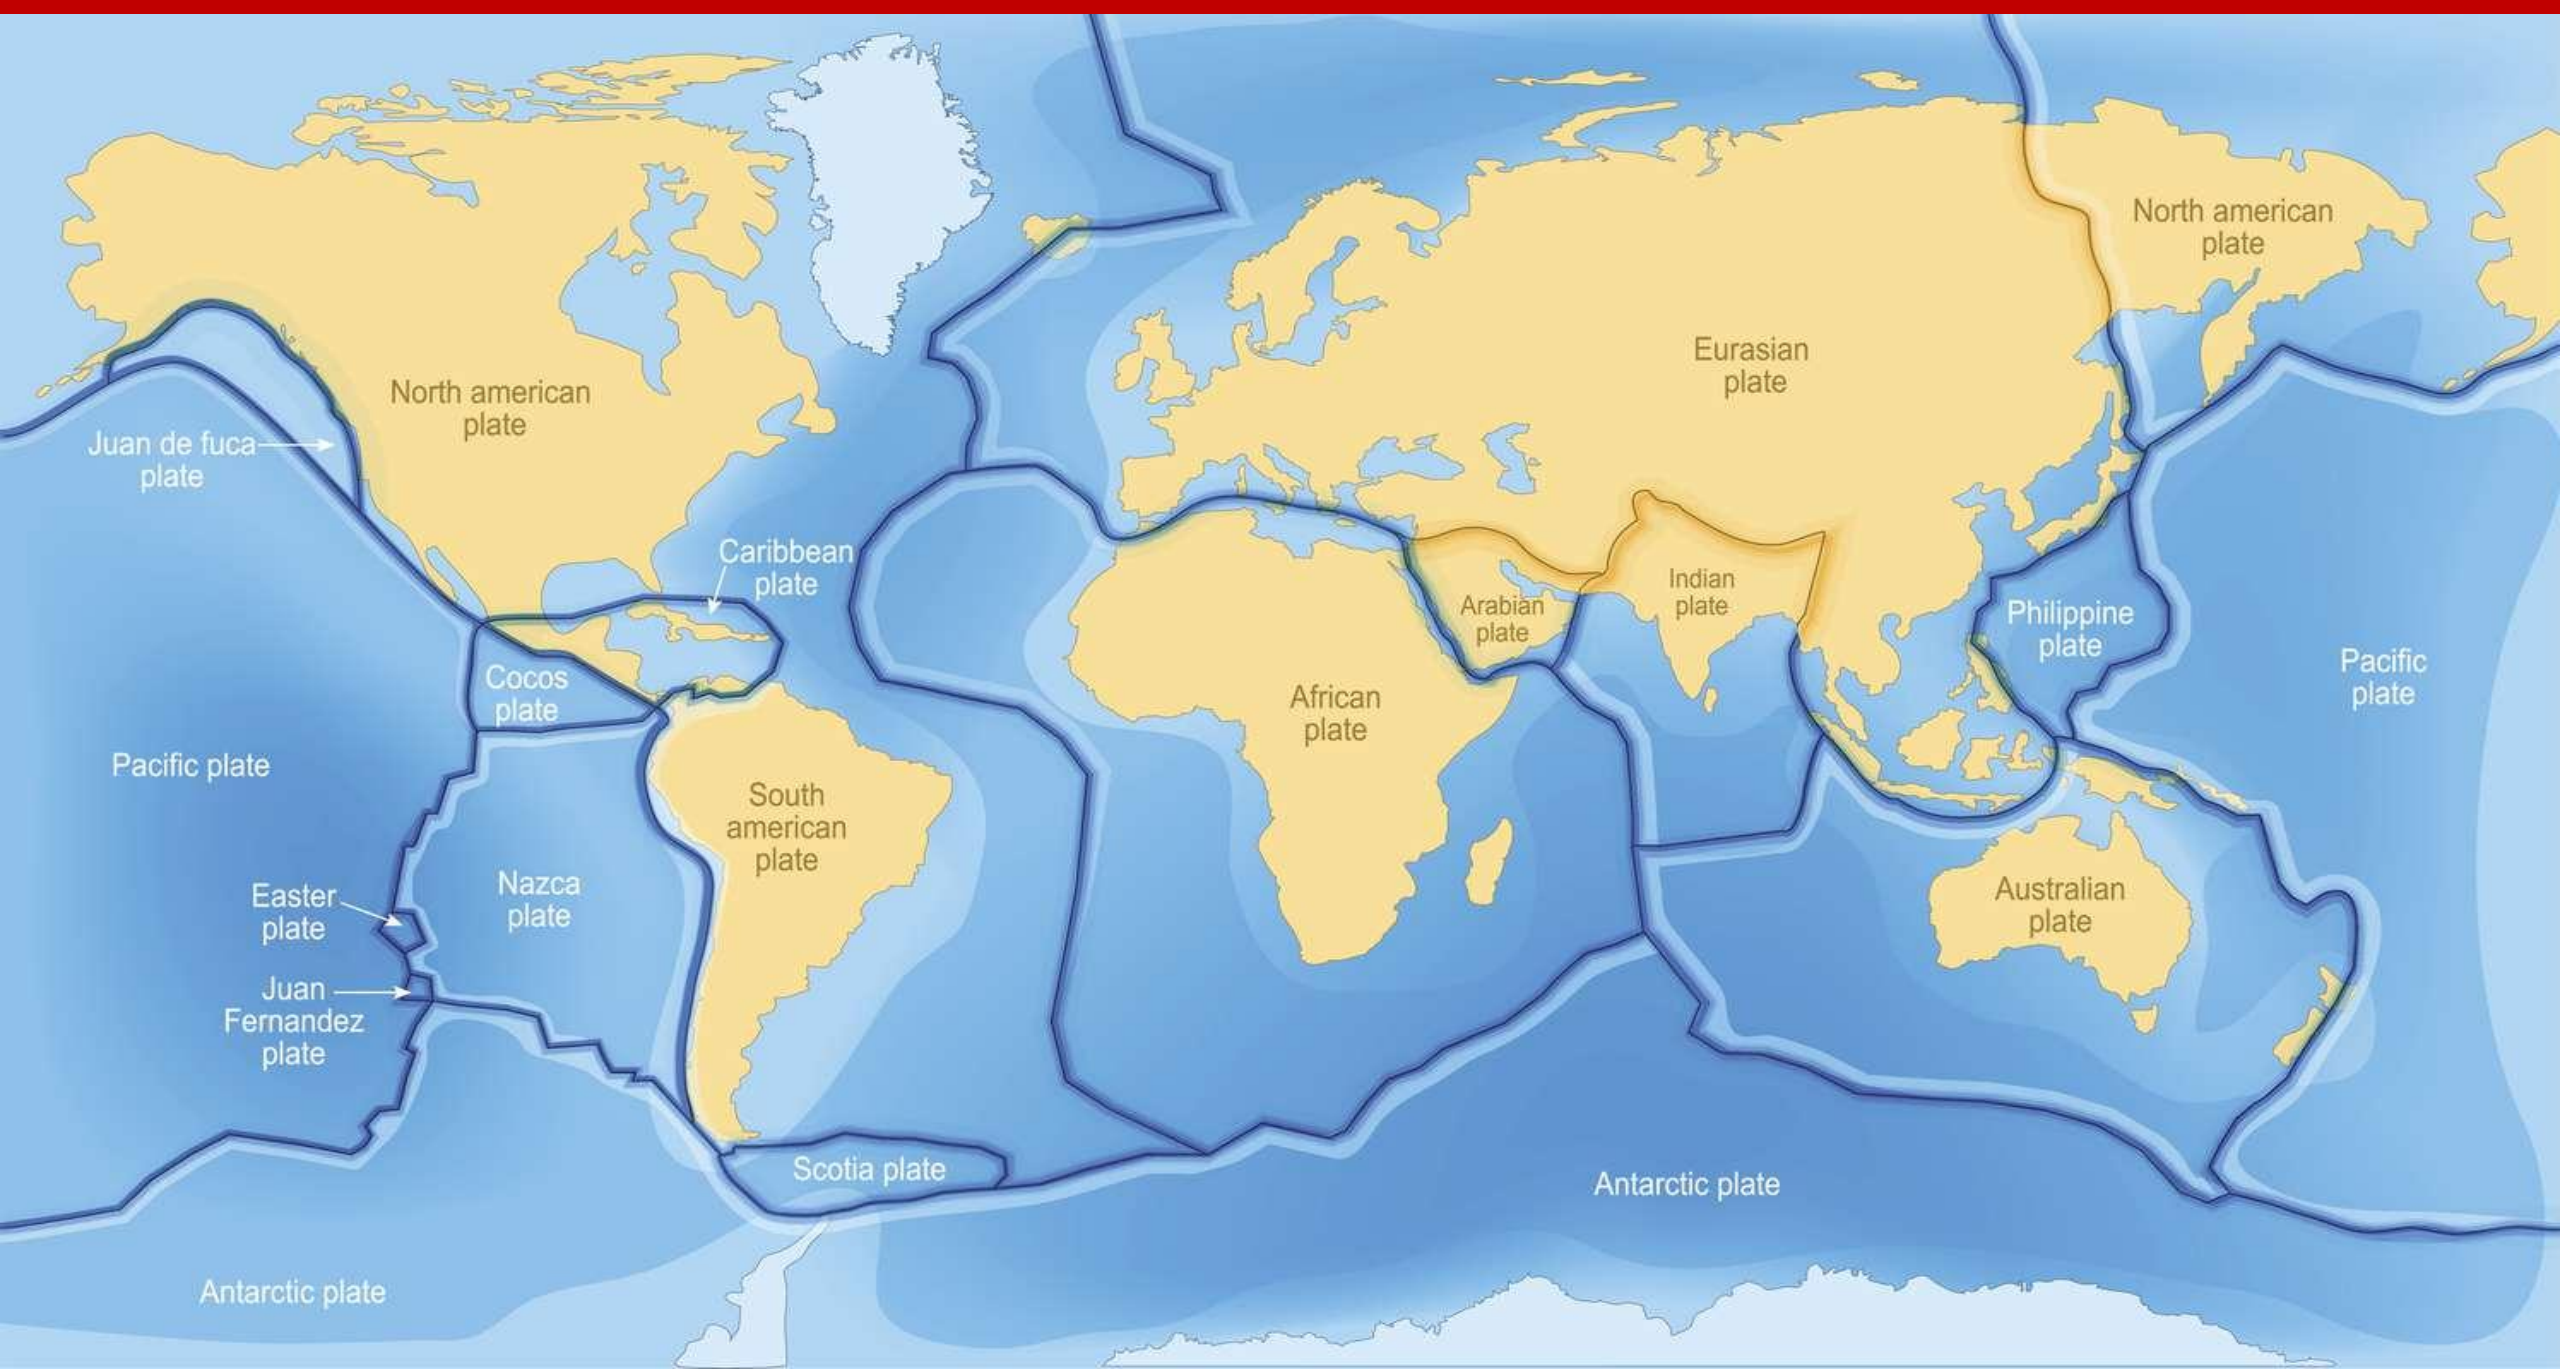 North american
plate
North american
plate
Eurasian
plate
Juan de fuca
plate
Caribbean
plate
Arabian
plate
Indian
plate
Philippine
plate
Cocos
plate
African
plate
Pacific
plate
Pacific plate
South
american
plate
Nazca
plate
Easter
plate
Australian
plate
Juan
Fernandez
plate
Scotia plate
Antarctic plate
Antarctic plate